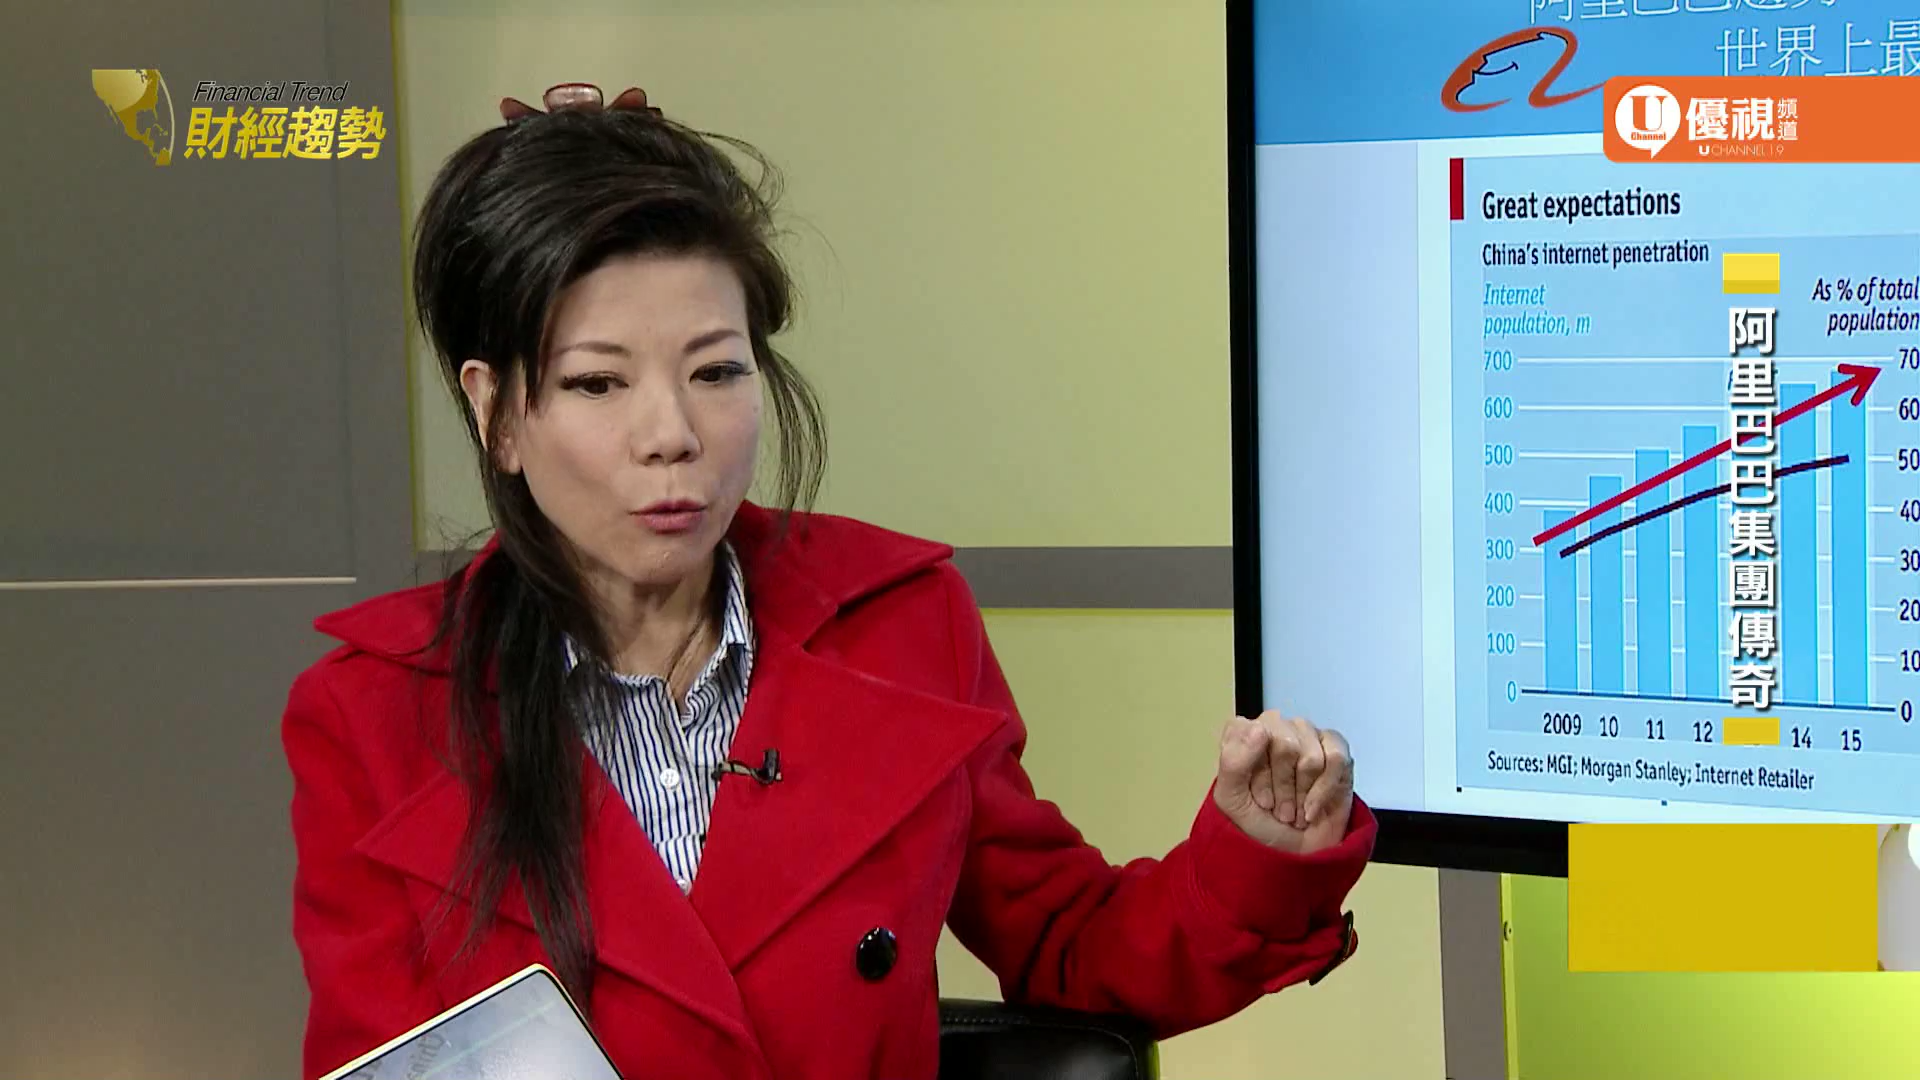 Financial Trend
財經趨勢
世界上最
U
Channel
優視
頻道
U CHANNEL 19
Great expectations
China's internet penetration
Internet
population, m
As % of total
population
700
600
500
400
300
200
100
0
70
60
50
40
30
20
10
0
2009 10 11 12 14 15
Sources: MGI; Morgan Stanley; Internet Retailer
阿里巴巴集團傳奇